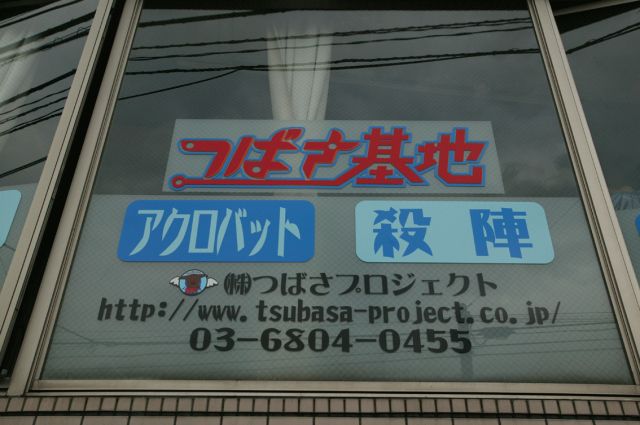 つばさ基地
アクロバット 殺陣
㈱つばさプロジェクト
http://www.tsubasa-project.co.jp/
03-6804-0455